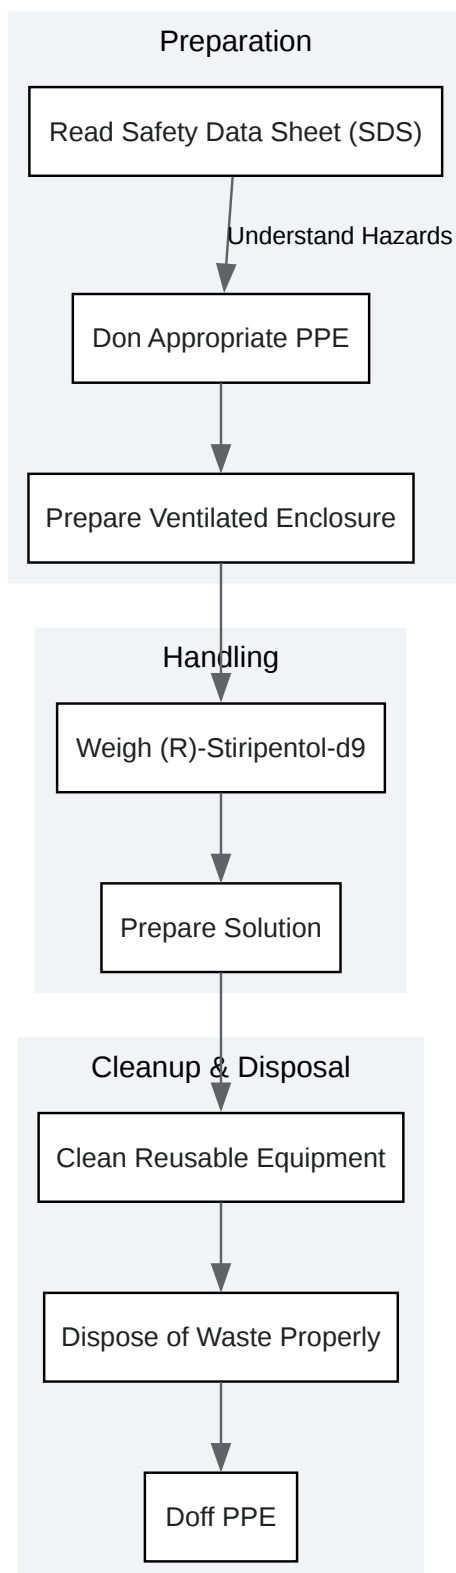 Preparation
Read Safety Data Sheet (SDS)
Understand Hazards
Don Appropriate PPE
Prepare Ventilated Enclosure
Handling
Weigh (R)-Stiripentol-d9
Prepare Solution
Cleanup & Disposal
Clean Reusable Equipment
Dispose of Waste Properly
Doff PPE